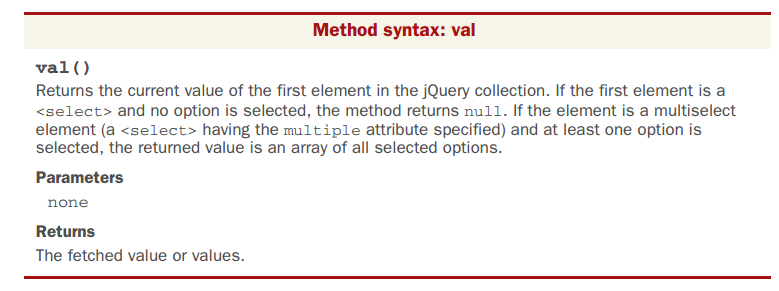 Method syntax: val
val()
Returns the current value of the first element in the jQuery collection. If the first element is a
<select> and no option is selected, the method returns null. If the element is a multiselect
element (a <select> having the multiple attribute specified) and at least one option is
selected, the returned value is an array of all selected options.
Parameters
none
Returns
The fetched value or values.